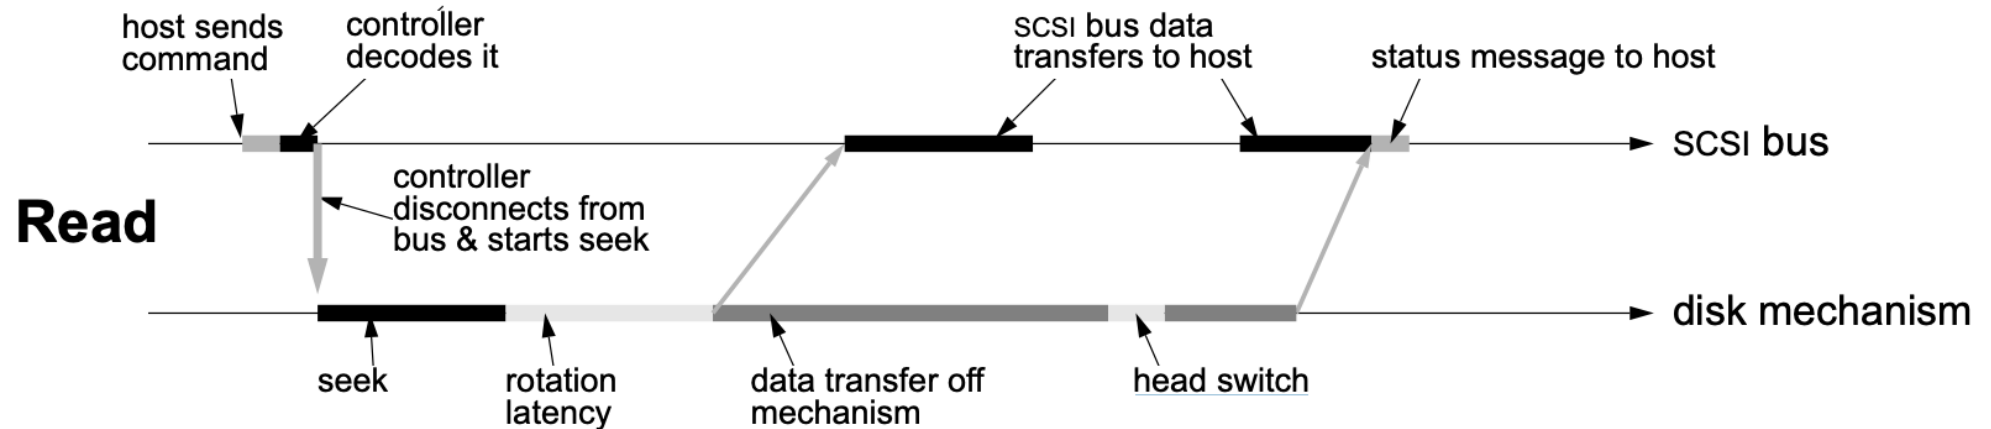 host sends
command
controller
decodes it
SCSI bus data
transfers to host
status message to host
SCSI bus
controller
disconnects from
bus & starts seek
Read
disk mechanism
seek
rotation
latency
data transfer off
mechanism
head switch